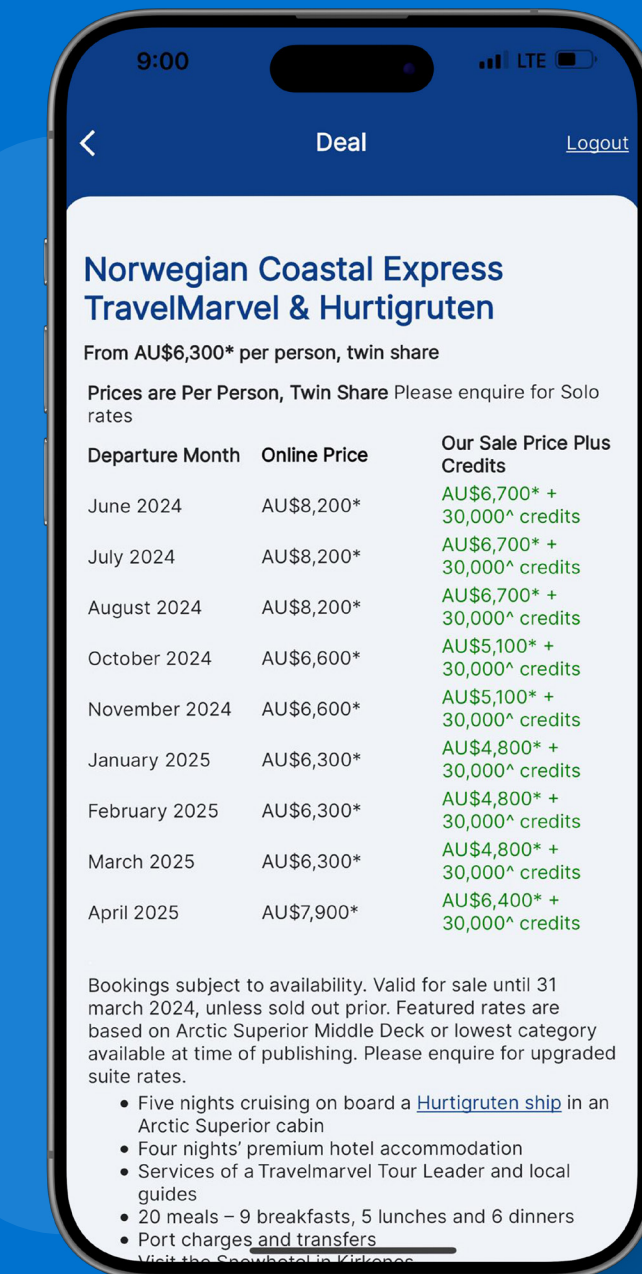 9:00
LTE
Deal
Logout
Norwegian Coastal Express
TravelMarvel & Hurtigruten
From AU$6,300* per person, twin share
Prices are Per Person, Twin Share Please enquire for Solo
rates
Departure Month Online Price Our Sale Price Plus
Credits
June 2024 AU$8,200* AU$6,700* +
30,000^ credits
July 2024 AU$8,200* AU$6,700* +
30,000^ credits
August 2024 AU$8,200* AU$6,700* +
30,000^ credits
October 2024 AU$6,600* AU$5,100* +
30,000^ credits
November 2024 AU$6,600* AU$5,100* +
30,000^ credits
January 2025 AU$6,300* AU$4,800* +
30,000^ credits
February 2025 AU$6,300* AU$4,800* +
30,000^ credits
March 2025 AU$6,300* AU$4,800* +
30,000^ credits
April 2025 AU$7,900* AU$6,400* +
30,000^ credits
Bookings subject to availability. Valid for sale until 31
march 2024, unless sold out prior. Featured rates are
based on Arctic Superior Middle Deck or lowest category
available at time of publishing. Please enquire for upgraded
suite rates.
• Five nights cruising on board a Hurtigruten ship in an
Arctic Superior cabin
• Four nights’ premium hotel accommodation
• Services of a Travelmarvel Tour Leader and local
guides
• 20 meals – 9 breakfasts, 5 lunches and 6 dinners
• Port charges and transfers
Visit the Snowhotel in Kirkenes